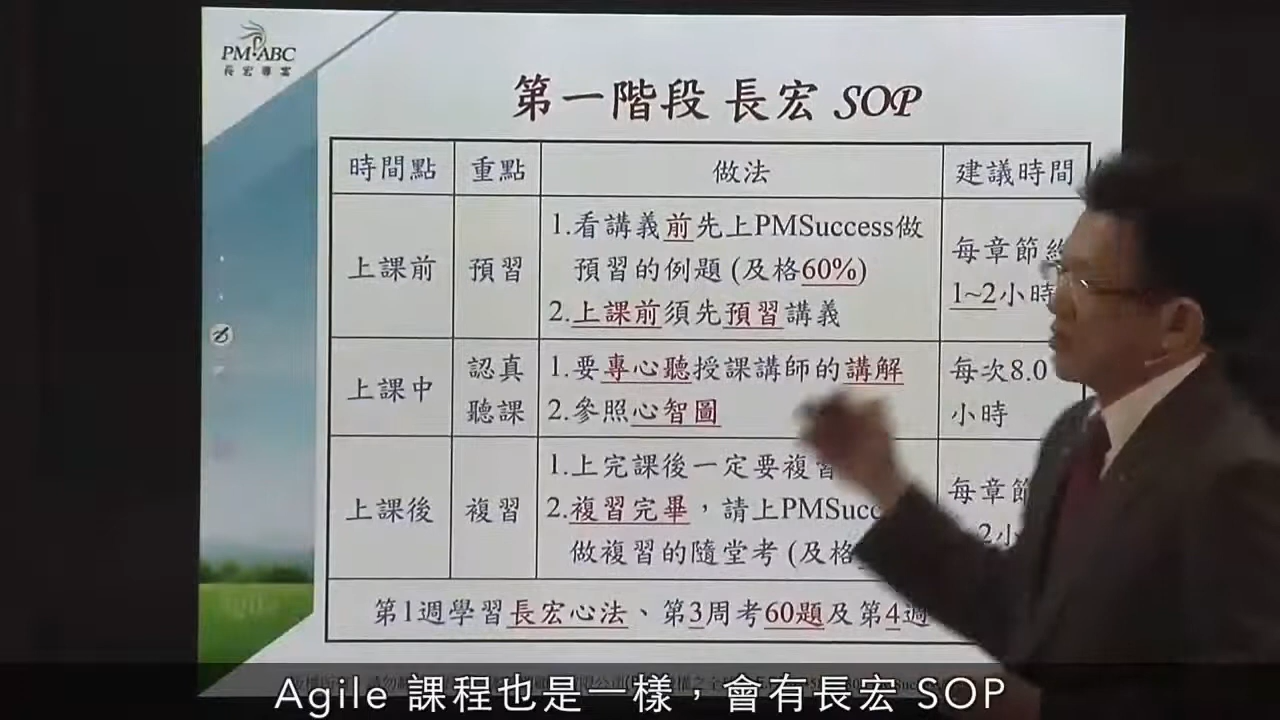 PM ABC
長宏專案
第一階段 長宏 SOP
時間點 重點 做法 建議時間
上課前 預習
1.看講義前先上PMSuccess做
預習的例題 (及格60%)
2.上課前須先預習講義
每章節約
1~2小時
上課中 認真
聽課
1.要專心聽授課講師的講解
2.參照心智圖
每次8.0
小時
上課後 複習
1.上完課後一定要複習
2.複習完畢，請上PMSucc
做複習的隨堂考 (及格
每章節
2小
第1週學習長宏心法、第3周考60題及第4週
Agile 課程也是一樣，會有長宏 SOP